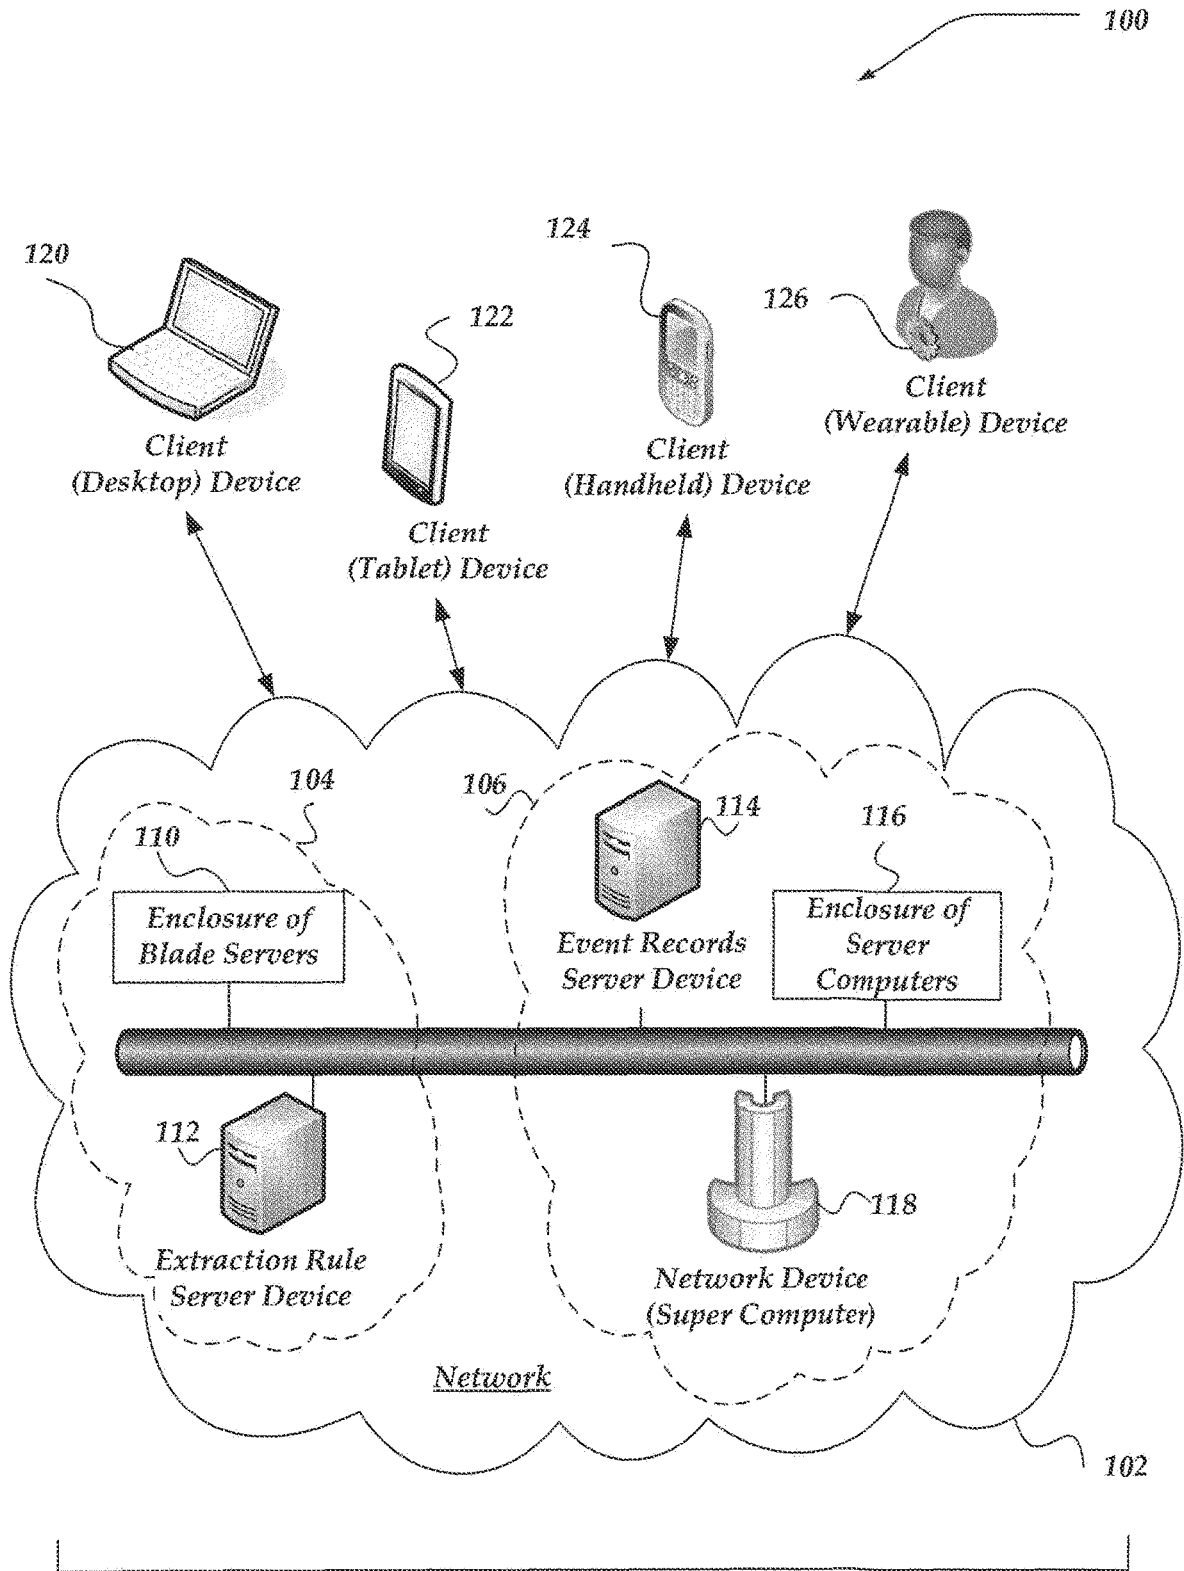 100
120
122
124
126
Client
(Desktop) Device
Client
(Tablet) Device
Client
(Handheld) Device
Client
(Wearable) Device
104
106
110
114
116
Enclosure of
Blade Servers
Event Records
Server Device
Enclosure of
Server
Computers
112
118
Extraction Rule
Server Device
Network Device
(Super Computer)
Network
102